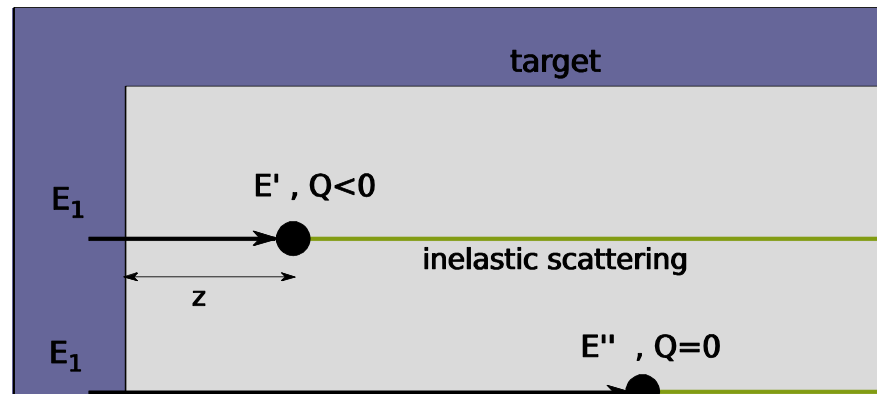 target
E' , Q<0
E₁
inelastic scattering
z
E'' , Q=0
E₁